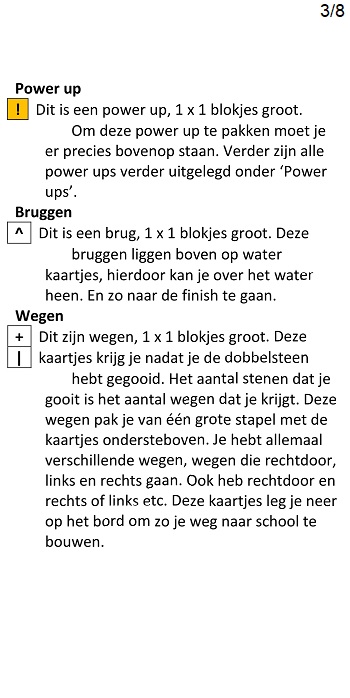 3/8
Power up
! Dit is een power up, 1 x 1 blokjes groot.
Om deze power up te pakken moet je
er precies bovenop staan. Verder zijn alle
power ups verder uitgelegd onder ‘Power
ups’.
Bruggen
^ Dit is een brug, 1 x 1 blokjes groot. Deze
bruggen liggen boven op water
kaartjes, hierdoor kan je over het water
heen. En zo naar de finish te gaan.
Wegen
+ Dit zijn wegen, 1 x 1 blokjes groot. Deze
| kaartjes krijg je nadat je de dobbelsteen
hebt gegooid. Het aantal stenen dat je
gooit is het aantal wegen dat je krijgt. Deze
wegen pak je van één grote stapel met de
kaartjes ondersteboven. Je hebt allemaal
verschillende wegen, wegen die rechtdoor,
links en rechts gaan. Ook heb rechtdoor en
rechts of links etc. Deze kaartjes leg je neer
op het bord om zo je weg naar school te
bouwen.